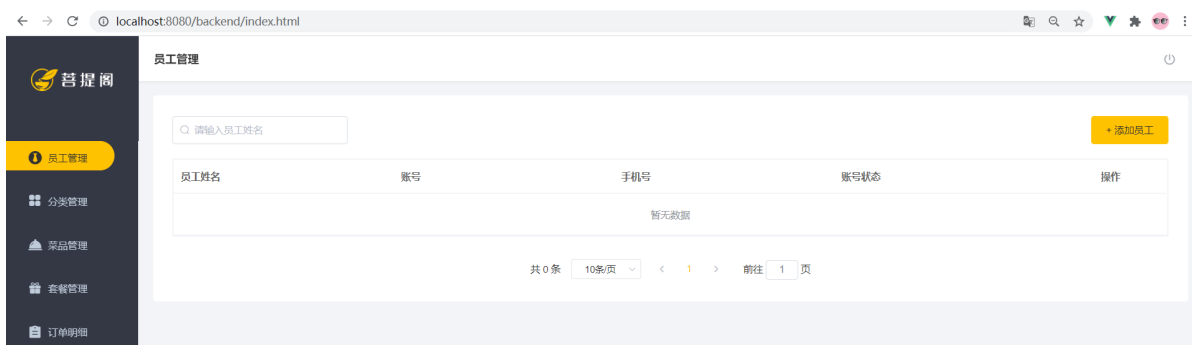 localhost:8080/backend/index.html
菩提阁
员工管理
分类管理
菜品管理
套餐管理
订单明细
员工管理
请输入员工姓名
+ 添加员工
员工姓名 账号 手机号 账号状态 操作
暂无数据
共 0 条 10条/页 < 1 > 前往 1 页